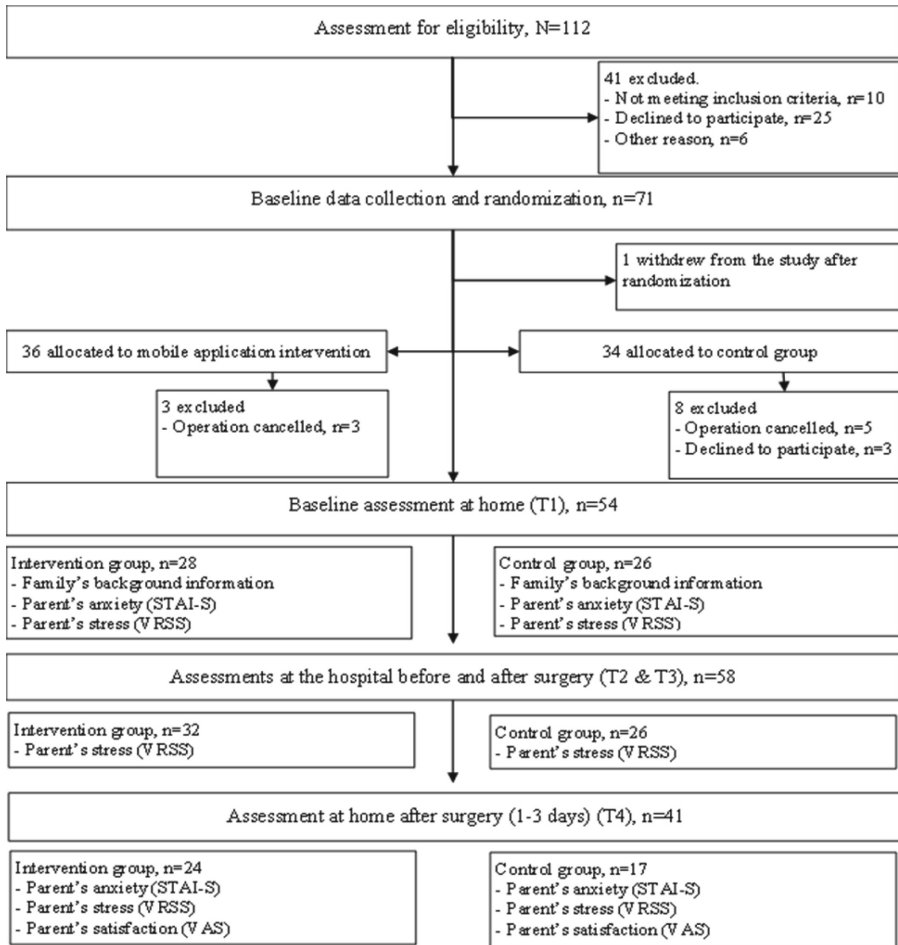 Assessment for eligibility, N=112
41 excluded.
- Not meeting inclusion criteria, n=10
- Declined to participate, n=25
- Other reason, n=6
Baseline data collection and randomization, n=71
1 withdrew from the study after
randomization
36 allocated to mobile application intervention
34 allocated to control group
3 excluded
- Operation cancelled, n=3
8 excluded
- Operation cancelled, n=5
- Declined to participate, n=3
Baseline assessment at home (T1), n=54
Intervention group, n=28
- Family's background information
- Parent's anxiety (STAI-S)
- Parent's stress (VRSS)
Control group, n=26
- Family's background information
- Parent's anxiety (STAI-S)
- Parent's stress (VRSS)
Assessments at the hospital before and after surgery (T2 & T3), n=58
Intervention group, n=32
- Parent's stress (VRSS)
Control group, n=26
- Parent's stress (VRSS)
Assessment at home after surgery (1-3 days) (T4), n=41
Intervention group, n=24
- Parent's anxiety (STAI-S)
- Parent's stress (VRSS)
- Parent's satisfaction (VAS)
Control group, n=17
- Parent's anxiety (STAI-S)
- Parent's stress (VRSS)
- Parent's satisfaction (VAS)